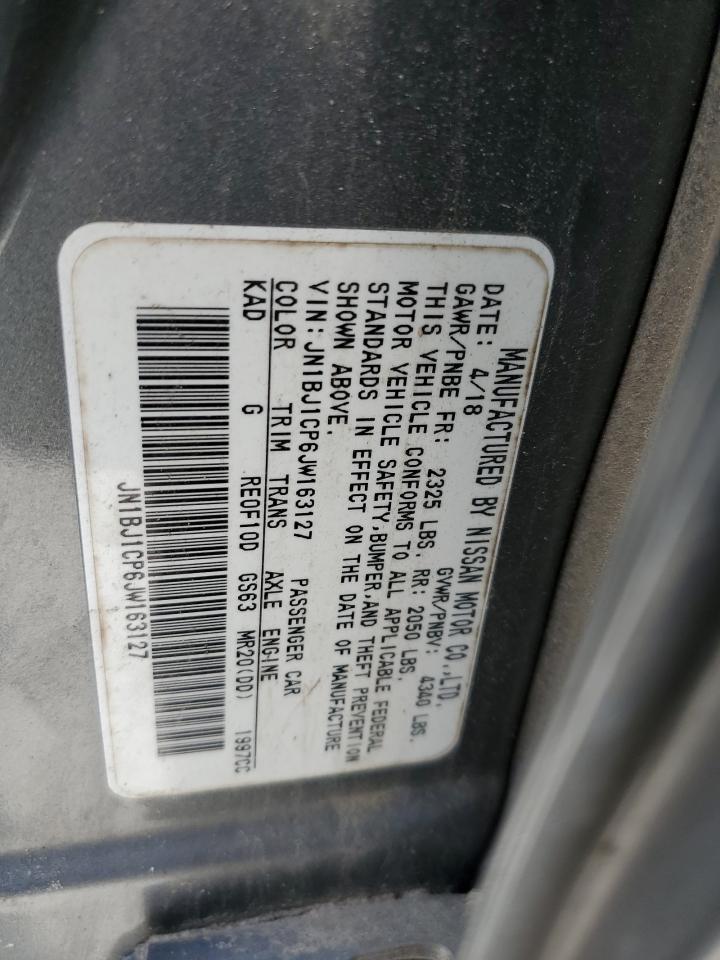 MANUFACTURED BY NISSAN MOTOR CO.,LTD.
DATE: 4/18 GVWR/PNBV: 4340 LBS.
GAWR/PNBE FR: 2325 LBS. RR: 2050 LBS.
THIS VEHICLE CONFORMS TO ALL APPLICABLE FEDERAL
MOTOR VEHICLE SAFETY,BUMPER,AND THEFT PREVENTION
STANDARDS IN EFFECT ON THE DATE OF MANUFACTURE
SHOWN ABOVE.
VIN:JN1BJ1CP6JW163127 PASSENGER CAR
COLOR TRIM TRANS AXLE ENGINE
KAD G RE0F10D GS63 MR20(DD) 1997CC
JN1BJ1CP6JW163127